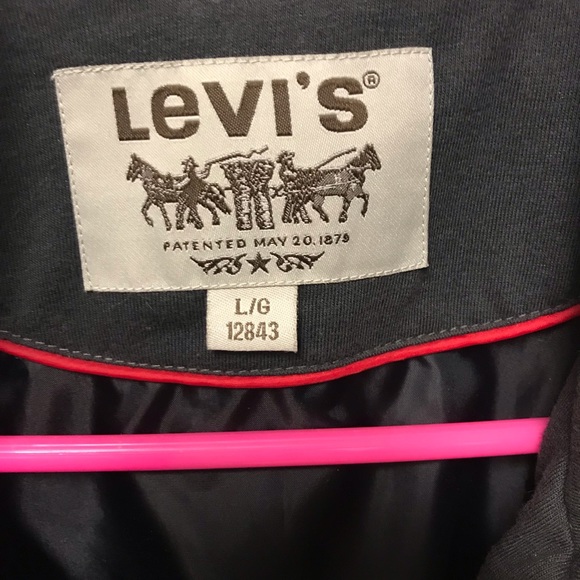 LeVI'S®
PATENTED MAY 20.1879
L/G
12843